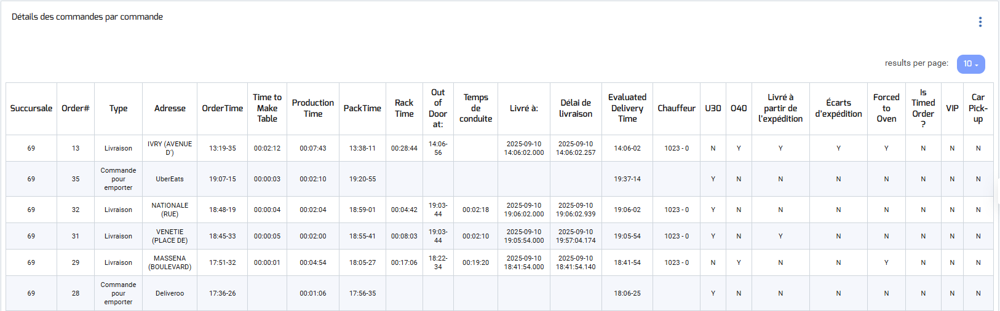 Détails des commandes par commande
results per page: 10
Succursale Order# Type Adresse OrderTime Time to Make Table Production Time PackTime Rack Time Out of Door at: Temps de conduite Livré à: Délai de livraison Evaluated Delivery Time Chauffeur U30 O40 Livré à partir de l'expédition Écarts d'expédition Forced to Oven Is Timed Order ? VIP Car Pick-up
69 13 Livraison IVRY (AVENUE D') 13:19-35 00:02:12 00:07:43 13:38-11 00:28:44 14:06-56 2025-09-10 14:06:02.000 2025-09-10 14:06:02.257 14:06-02 1023 - 0 N Y Y Y Y N N N
69 35 Commande pour emporter UberEats 19:07-15 00:00:03 00:02:10 19:20-55 19:37-14 Y N N N N N N N
69 32 Livraison NATIONALE (RUE) 18:48-19 00:00:04 00:02:04 18:59-01 00:04:42 19:03-44 00:02:18 2025-09-10 19:06:02.000 2025-09-10 19:06:02.939 19:06-02 1023 - 0 Y N N N N N N N
69 31 Livraison VENETIE (PLACE DE) 18:45-33 00:00:05 00:02:00 18:55-41 00:08:03 19:03-44 00:02:10 2025-09-10 19:05:54.000 2025-09-10 19:57:04.174 19:05-54 1023 - 0 Y N Y N N N N N
69 29 Livraison MASSENA (BOULEVARD) 17:51-32 00:00:01 00:04:54 18:05-27 00:17:06 18:22-34 00:19:20 2025-09-10 18:41:54.000 2025-09-10 18:41:54.140 18:41-54 1023 - 0 N Y N N Y N N N
69 28 Commande pour emporter Deliveroo 17:36-26 00:01:06 17:56-35 18:06-25 Y N N N N N N N